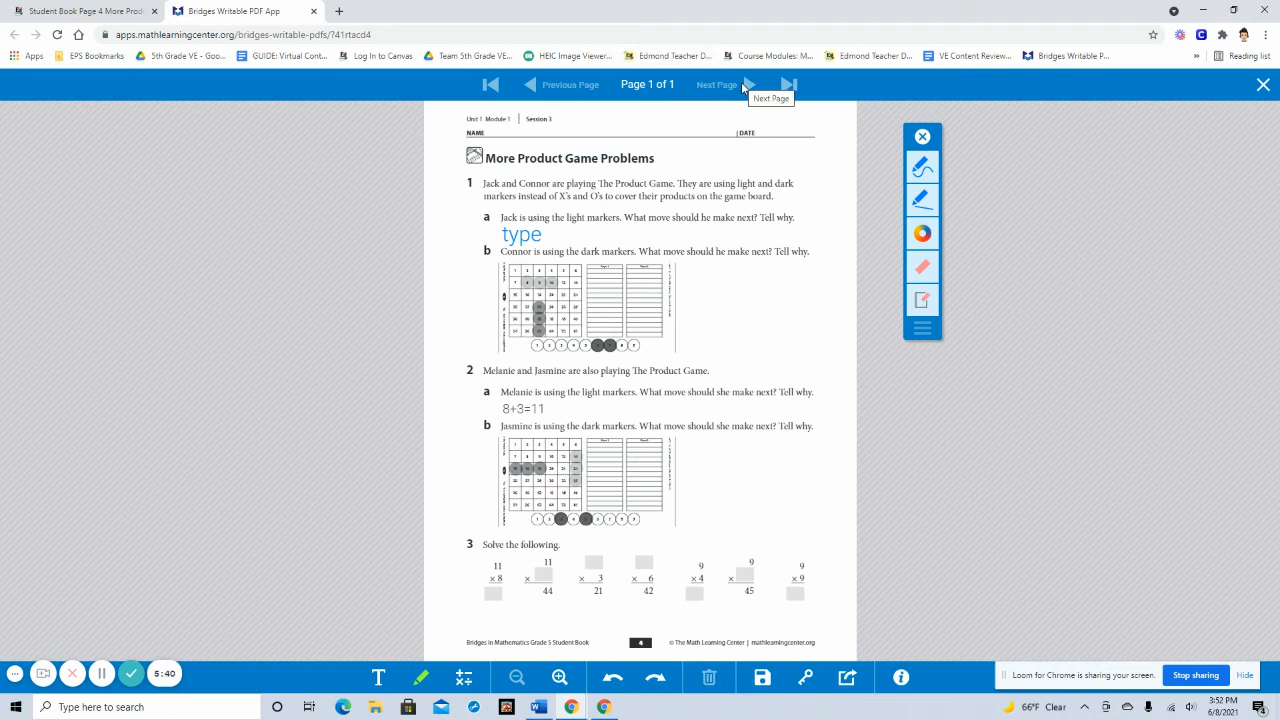 Student Book Page 4 More Produ
Bridges Writable PDF
apps.mathlearningcenter.org/bridges-writable-pdfs/?41rtacd4
Apps
EPS Bookmarks
5th Grade VE - Goo...
GUIDE: Virtual Cour...
Log In to Canvas
Team 5th Grade VE...
HEIC Image Viewer...
Edmond Teacher D...
Course Modules: M...
Edmond Teacher D...
VE Video Conferenc...
Bridges Writable P...
»
Reading list
Previous Page
Page 1 of 1
Next Page
Next Page
Unit 1 Module 1 | Session 3
NAME | DATE
More Product Game Problems
1 Jack and Connor are playing The Product Game. They are using light and dark
markers instead of X's and O's to cover their products on the game board.
a Jack is using the light markers. What move should he make next? Tell why.
type
b Connor is using the dark markers. What move should he make next? Tell why.
2 Melanie and Jasmine are also playing The Product Game.
a Melanie is using the light markers. What move should she make next? Tell why.
8+3=11
b Jasmine is using the dark markers. What move should she make next? Tell why.
3 Solve the following.
11 11 9 9 9
× 8 × × 3 × 6 × 4 × × 9
44 21 42 45
Bridges in Mathematics Grade 5 Student Book 4 © The Math Learning Center | mathlearningcenter.org
5:40
T
Loom for Chrome is sharing your screen.
Stop sharing
Hide
Type here to search
66°F Clear
3:52 PM
6/8/2021